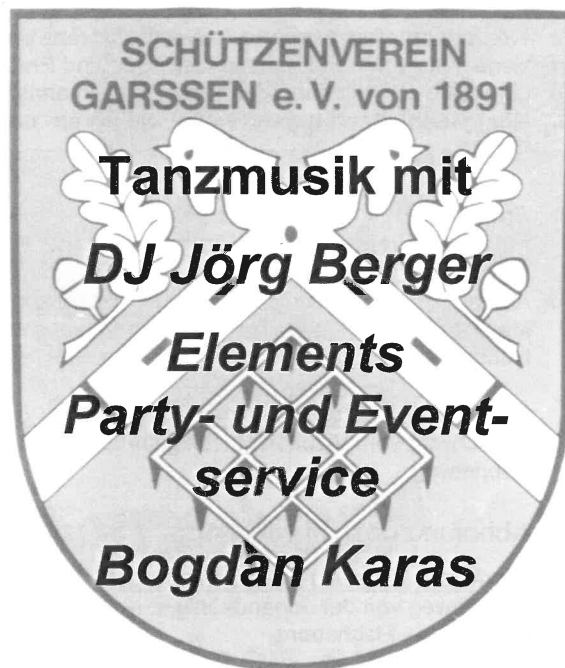 SCHÜTZENVEREIN
GARSSEN e. V. von 1891
Tanzmusik mit
DJ Jörg Berger
Elements
Party- und Event-
service
Bogdan Karas